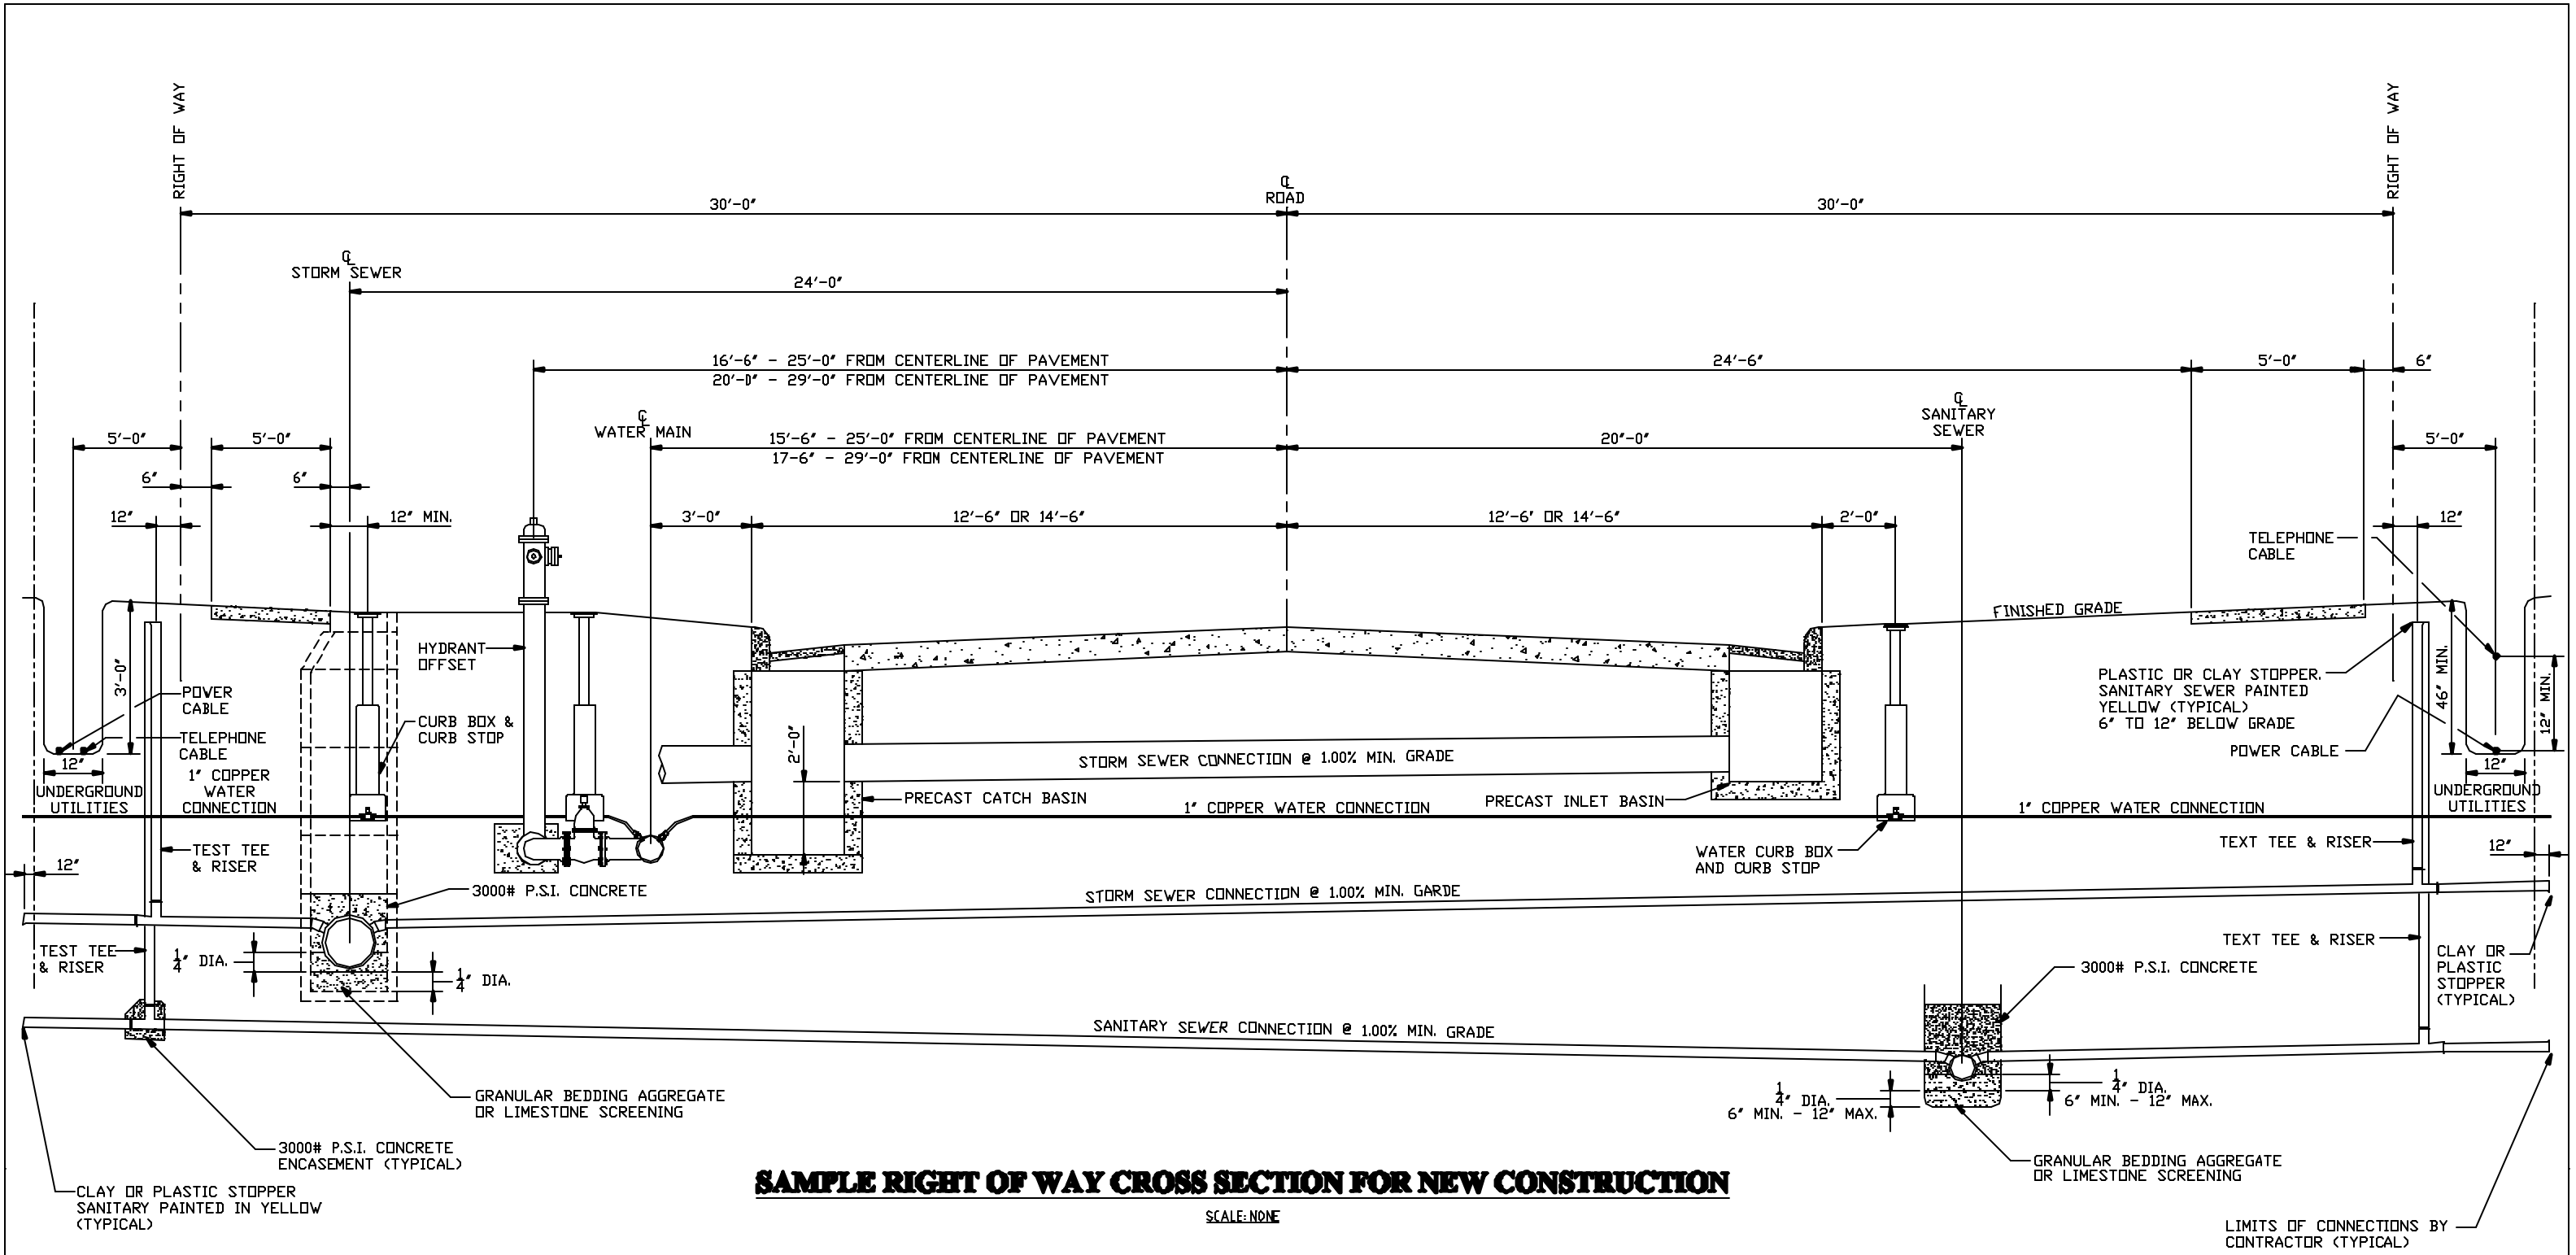 RIGHT OF WAY
RIGHT OF WAY
℄
ROAD
30'-0"
30'-0"
℄
STORM SEWER
24'-0"
16'-6" - 25'-0" FROM CENTERLINE OF PAVEMENT
20'-0" - 29'-0" FROM CENTERLINE OF PAVEMENT
24'-6"
5'-0"
6"
℄
WATER MAIN
℄
SANITARY
SEWER
5'-0"
5'-0"
15'-6" - 25'-0" FROM CENTERLINE OF PAVEMENT
17-6" - 29'-0" FROM CENTERLINE OF PAVEMENT
20"-0"
5'-0"
6"
6"
12"
12" MIN.
3'-0"
12'-6" OR 14'-6"
12'-6' OR 14'-6"
2'-0"
12"
TELEPHONE
CABLE
FINISHED GRADE
HYDRANT
OFFSET
3'-0"
POWER
CABLE
CURB BOX &
CURB STOP
TELEPHONE
CABLE
12"
UNDERGROUND
UTILITIES
1" COPPER
WATER
CONNECTION
2'-0"
STORM SEWER CONNECTION @ 1.00% MIN. GRADE
PRECAST CATCH BASIN
PRECAST INLET BASIN
1" COPPER WATER CONNECTION
1" COPPER WATER CONNECTION
PLASTIC OR CLAY STOPPER.
SANITARY SEWER PAINTED
YELLOW (TYPICAL)
6" TO 12" BELOW GRADE
46" MIN.
12" MIN.
POWER CABLE
12"
UNDERGROUND
UTILITIES
TEST TEE
& RISER
12"
WATER CURB BOX
AND CURB STOP
TEXT TEE & RISER
12"
3000# P.S.I. CONCRETE
STORM SEWER CONNECTION @ 1.00% MIN. GARDE
TEST TEE
& RISER
1/4" DIA.
1/4" DIA.
TEXT TEE & RISER
3000# P.S.I. CONCRETE
CLAY OR
PLASTIC
STOPPER
(TYPICAL)
SANITARY SEWER CONNECTION @ 1.00% MIN. GRADE
GRANULAR BEDDING AGGREGATE
OR LIMESTONE SCREENING
1/4" DIA.
6" MIN. - 12" MAX.
1/4" DIA.
6" MIN. - 12" MAX.
3000# P.S.I. CONCRETE
ENCASEMENT (TYPICAL)
GRANULAR BEDDING AGGREGATE
OR LIMESTONE SCREENING
CLAY OR PLASTIC STOPPER
SANITARY PAINTED IN YELLOW
(TYPICAL)
SAMPLE RIGHT OF WAY CROSS SECTION FOR NEW CONSTRUCTION
SCALE: NONE
LIMITS OF CONNECTIONS BY
CONTRACTOR (TYPICAL)